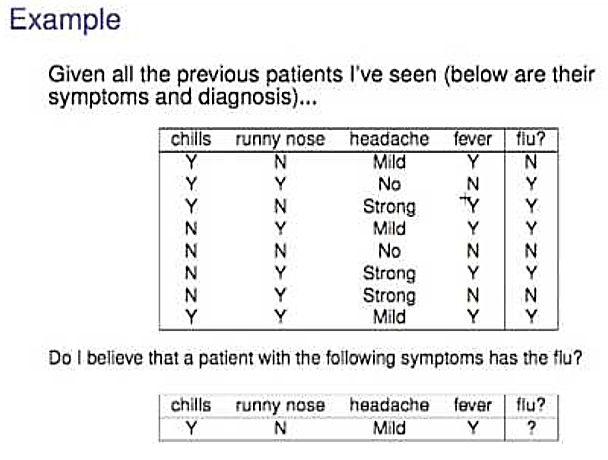 Example
Given all the previous patients I've seen (below are their
symptoms and diagnosis)...
chills runny nose headache fever flu?
Y N Mild Y N
Y Y No N Y
Y N Strong Y Y
N Y Mild Y Y
N N No N N
N Y Strong Y Y
N Y Strong N N
Y Y Mild Y Y
Do I believe that a patient with the following symptoms has the flu?
chills runny nose headache fever flu?
Y N Mild Y ?